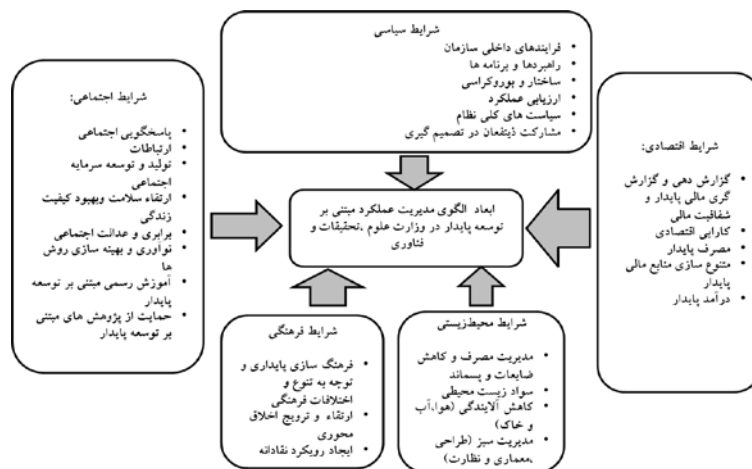 شرایط سیاسی
فرایندهای داخلی سازمان
راهبردها و برنامه ها
ساختار و بوروکراسی
ارزیابی عملکرد
سیاست های کلی نظام
مشارکت ذینفعان در تصمیم گیری
شرایط اجتماعی:
پاسخگویی اجتماعی
ارتباطات
تولید و توسعه سرمایه
اجتماعی
ارتقاء سلامت وبهبود کیفیت
زندگی
برابری و عدالت اجتماعی
نوآوری و بهینه سازی روش
ها
آموزش رسمی مبتنی بر توسعه
پایدار
حمایت از پژوهش های مبتنی
بر توسعه پایدار
شرایط اقتصادی:
گزارش دهی و گزارش
گری مالی پایدار و
شفافیت مالی
کارایی اقتصادی
مصرف پایدار
متنوع سازی منابع مالی
پایدار
درآمد پایدار
ابعاد الگوی مدیریت عملکرد مبتنی بر
توسعه پایدار در وزارت علوم ،تحقیقات و
فناوری
شرایط فرهنگی
فرهنگ سازی پایداری و
توجه به تنوع و
اختلافات فرهنگی
ارتقاء و ترویج اخلاق
محوری
ایجاد رویکرد نقادانه
شرایط محیط‌زیستی
مدیریت مصرف و کاهش
ضایعات و پسماند
سواد زیست محیطی
کاهش آلایندگی (هوا،آب
و خاک)
مدیریت سبز (طراحی
،معماری و نظارت)